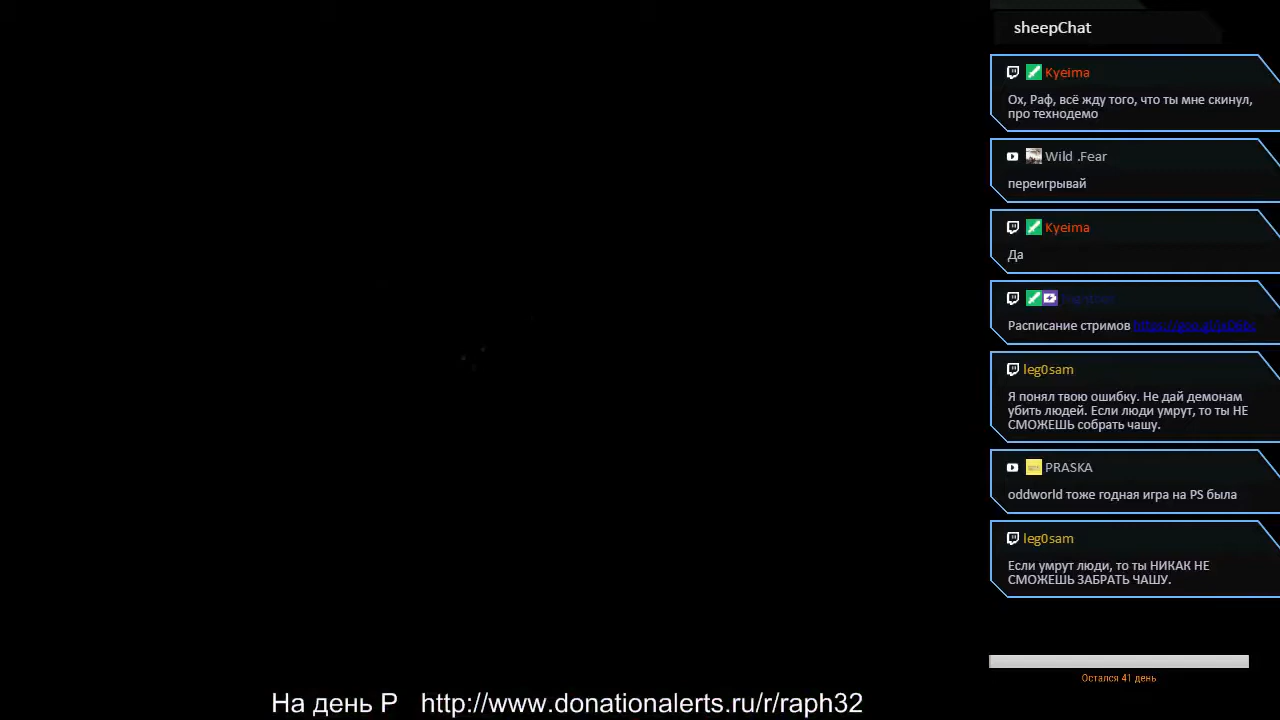 sheepChat
Kyeima
Ох, Раф, всё жду того, что ты мне скинул,
про технодемо
Wild .Fear
переигрывай
Kyeima
Да
Расписание стримов
leg0sam
Я понял твою ошибку. Не дай демонам
убить людей. Если люди умрут, то ты НЕ
СМОЖЕШЬ собрать чашу.
PRASKA
oddworld тоже годная игра на PS была
leg0sam
Если умрут люди, то ты НИКАК НЕ
СМОЖЕШЬ ЗАБРАТЬ ЧАШУ.
Остался 41 день
На день Р http://www.donationalerts.ru/r/raph32